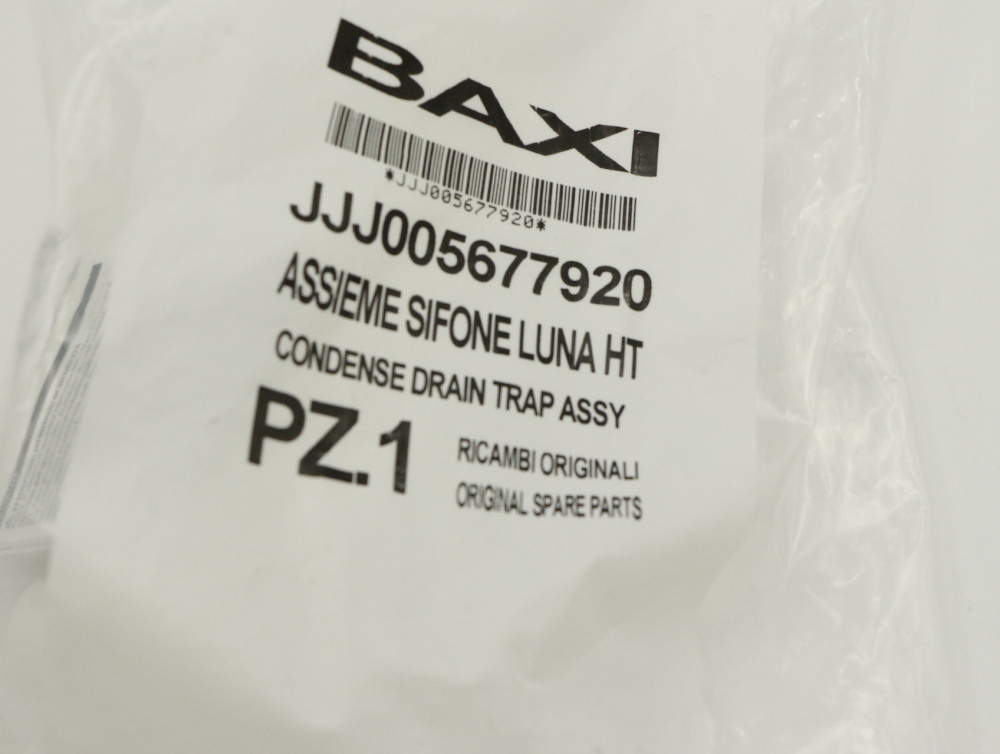 BAXI
*JJJ005677920*
JJJ005677920
ASSIEME SIFONE LUNA HT
CONDENSE DRAIN TRAP ASSY
PZ.1
RICAMBI ORIGINALI
ORIGINAL SPARE PARTS